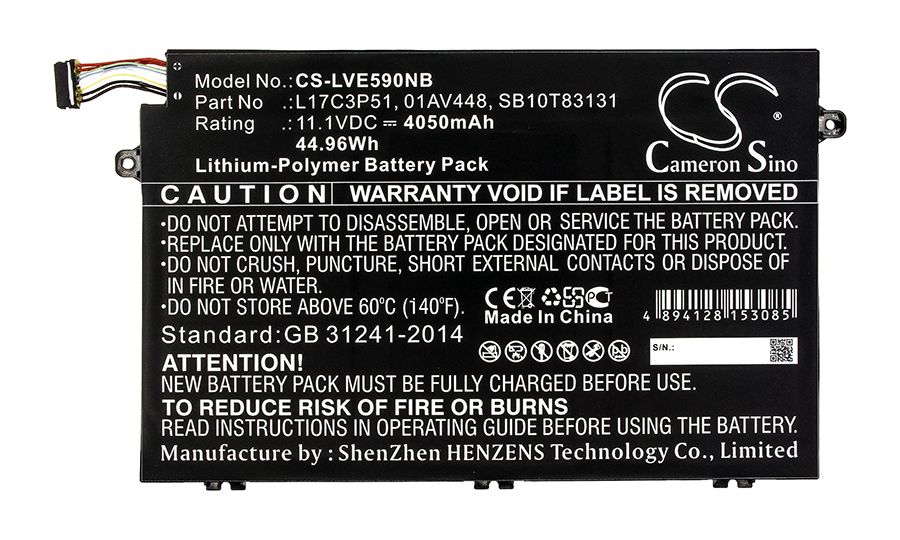 Model No.: CS-LVE590NB
Part No : L17C3P51, 01AV448, SB10T83131
Rating : 11.1VDC ⎓ 4050mAh
44.96Wh
Lithium-Polymer Battery Pack
CS
®
Cameron Sino
CAUTION WARRANTY VOID IF LABEL IS REMOVED
•DO NOT ATTEMPT TO DISASSEMBLE, OPEN OR SERVICE THE BATTERY PACK.
•REPLACE ONLY WITH THE BATTERY PACK DESIGNATED FOR THIS PRODUCT.
•DO NOT CRUSH, PUNCTURE, SHORT EXTERNAL CONTACTS OR DISPOSE OF
IN FIRE OR WATER.
•DO NOT STORE ABOVE 60°C (140°F).
CE PCT
Made In China
4 894128 153085
Standard:GB 31241-2014
S/N.:
ATTENTION!
NEW BATTERY PACK MUST BE FULLY CHARGED BEFORE USE.
TO REDUCE RISK OF FIRE OR BURNS
READ INSTRUCTIONS IN OPERATING GUIDE BEFORE USING THE BATTERY PACK.
Manufacture by : ShenZhen HENZENS Technology Co., Limited